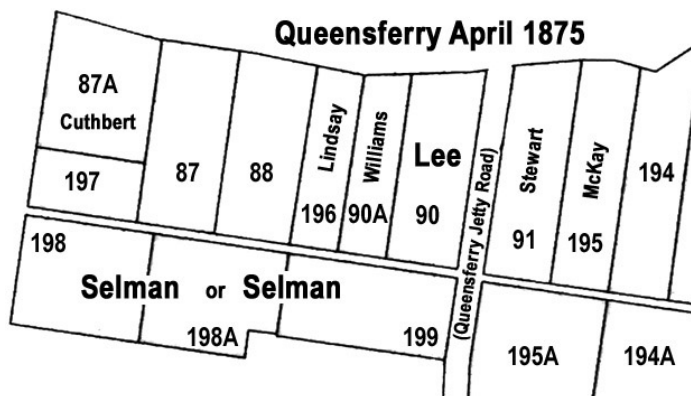 Queensferry April 1875
87A
Cuthbert
197
87
88
Lindsay
196
Williams
90A
Lee
90
(Queensferry Jetty Road)
Stewart
91
McKay
195
194
198
Selman or Selman
198A
199
195A
194A